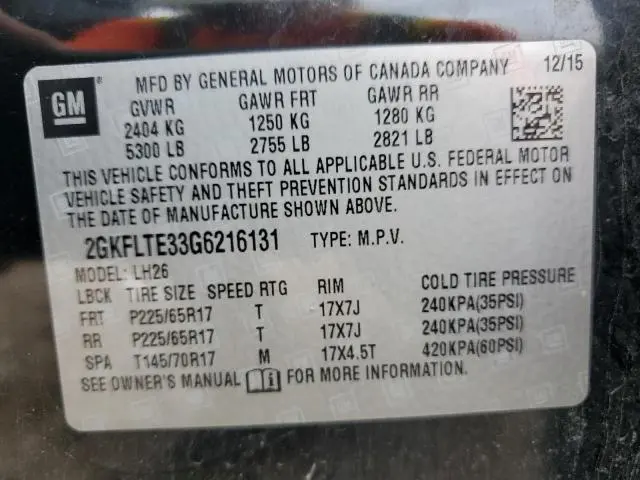 GM
®
MFD BY GENERAL MOTORS OF CANADA COMPANY 12/15
GVWR GAWR FRT GAWR RR
2404 KG 1250 KG 1280 KG
5300 LB 2755 LB 2821 LB
THIS VEHICLE CONFORMS TO ALL APPLICABLE U.S. FEDERAL MOTOR
VEHICLE SAFETY AND THEFT PREVENTION STANDARDS IN EFFECT ON
THE DATE OF MANUFACTURE SHOWN ABOVE.
2GKFLTE33G6216131 TYPE: M.P.V.
MODEL: LH26
LBCK TIRE SIZE SPEED RTG RIM COLD TIRE PRESSURE
FRT P225/65R17 T 17X7J 240KPA(35PSI)
RR P225/65R17 T 17X7J 240KPA(35PSI)
SPA T145/70R17 M 17X4.5T 420KPA(60PSI)
SEE OWNER'S MANUAL FOR MORE INFORMATION.